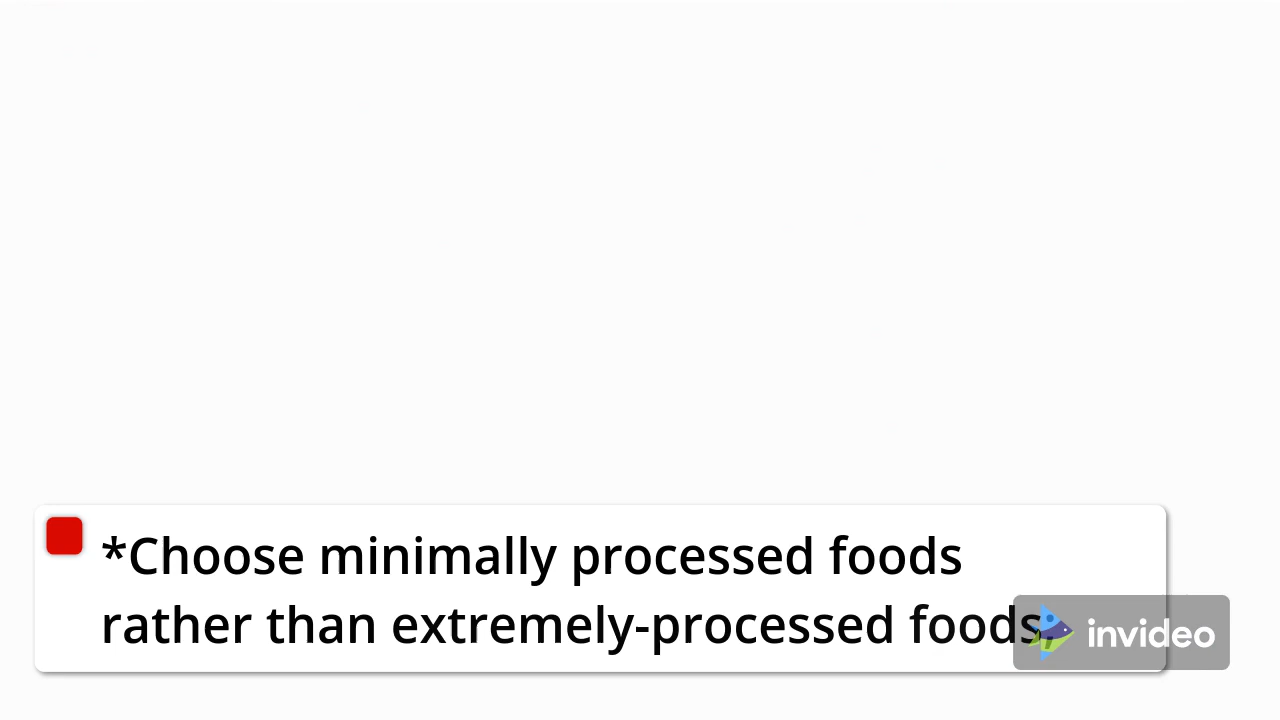 *Choose minimally processed foods
rather than extremely-processed foods.
invideo